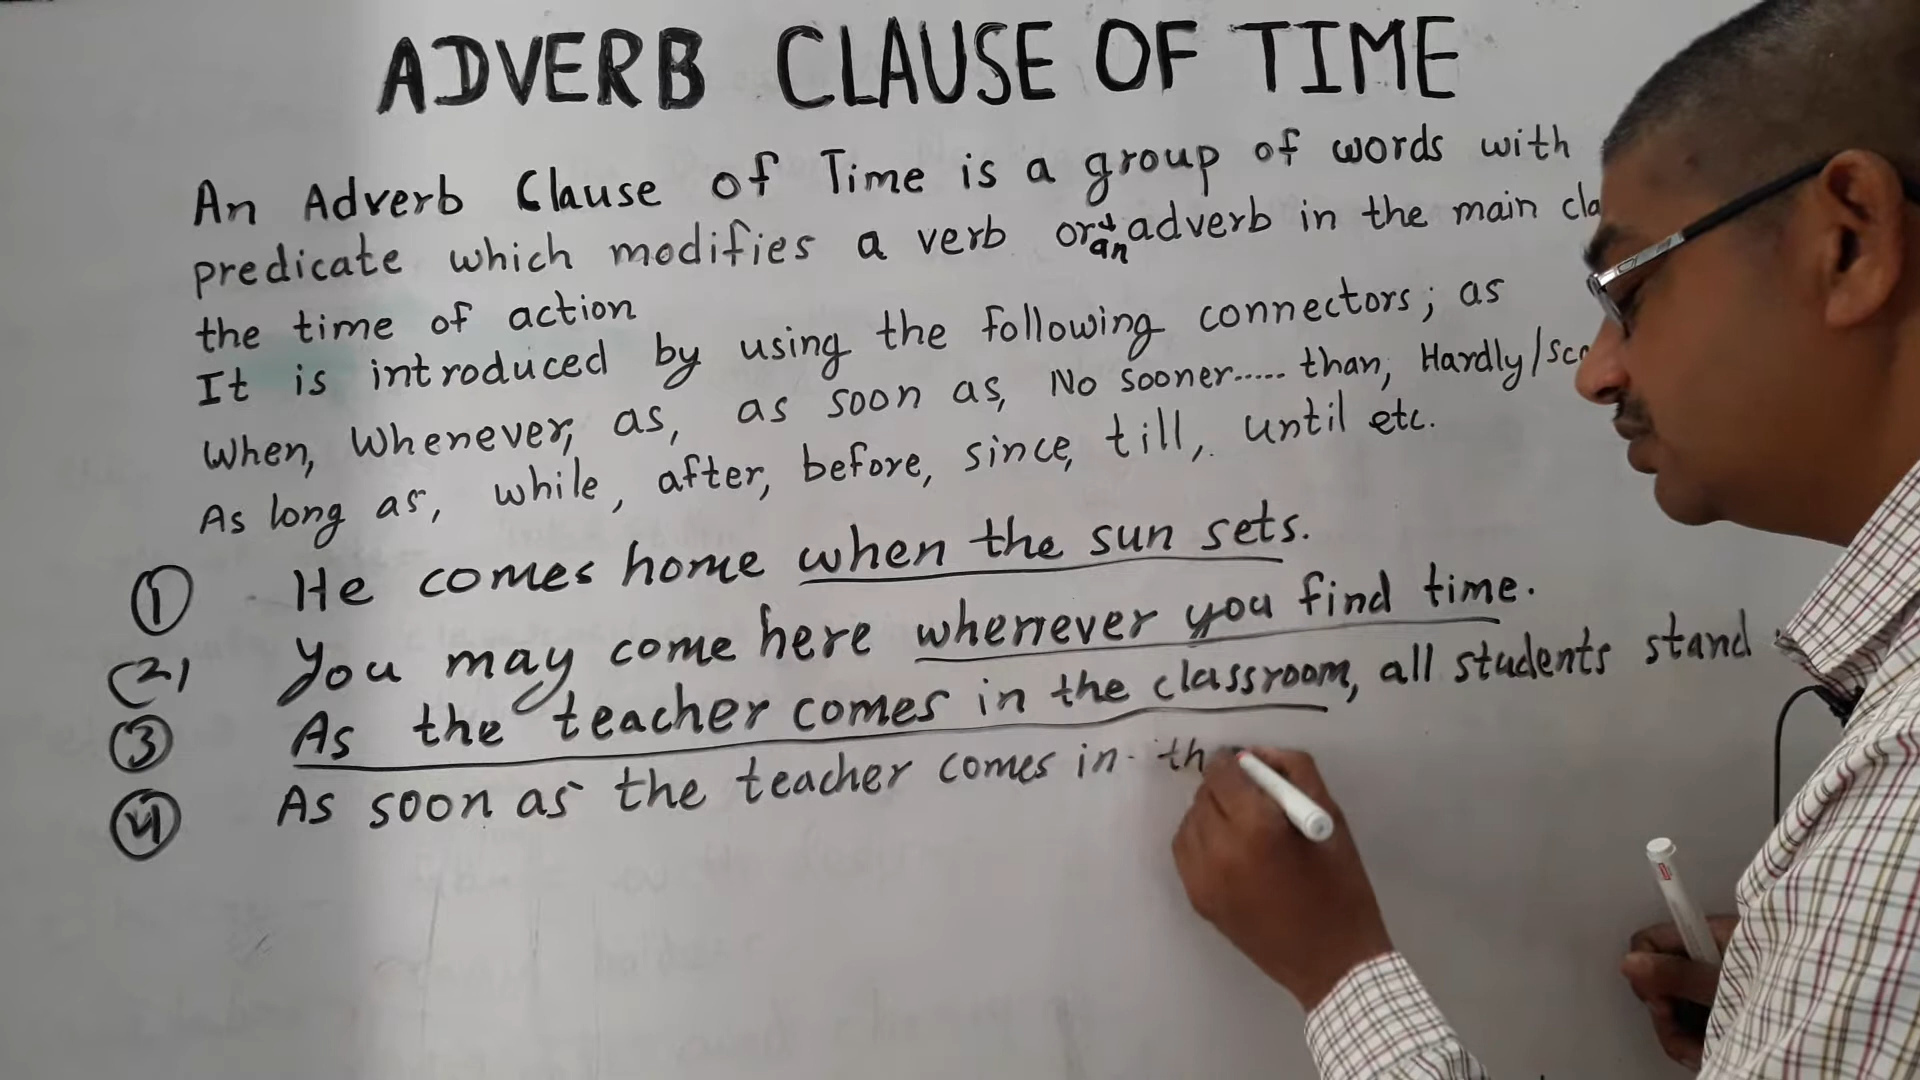 ADVERB CLAUSE OF TIME
An Adverb Clause of Time is a group of words with
predicate which modifies a verb or an adverb in the main
the time of action
It is introduced by using the following connectors; as
When, Whenever, as, as soon as, No sooner..... than, Hardly/
As long as, while, after, before, since, till, until etc.
1 He comes home when the sun sets.
(2) You may come here whenever you find time.
3 As the teacher comes in the classroom, all students stand
4 As soon as the teacher comes in th